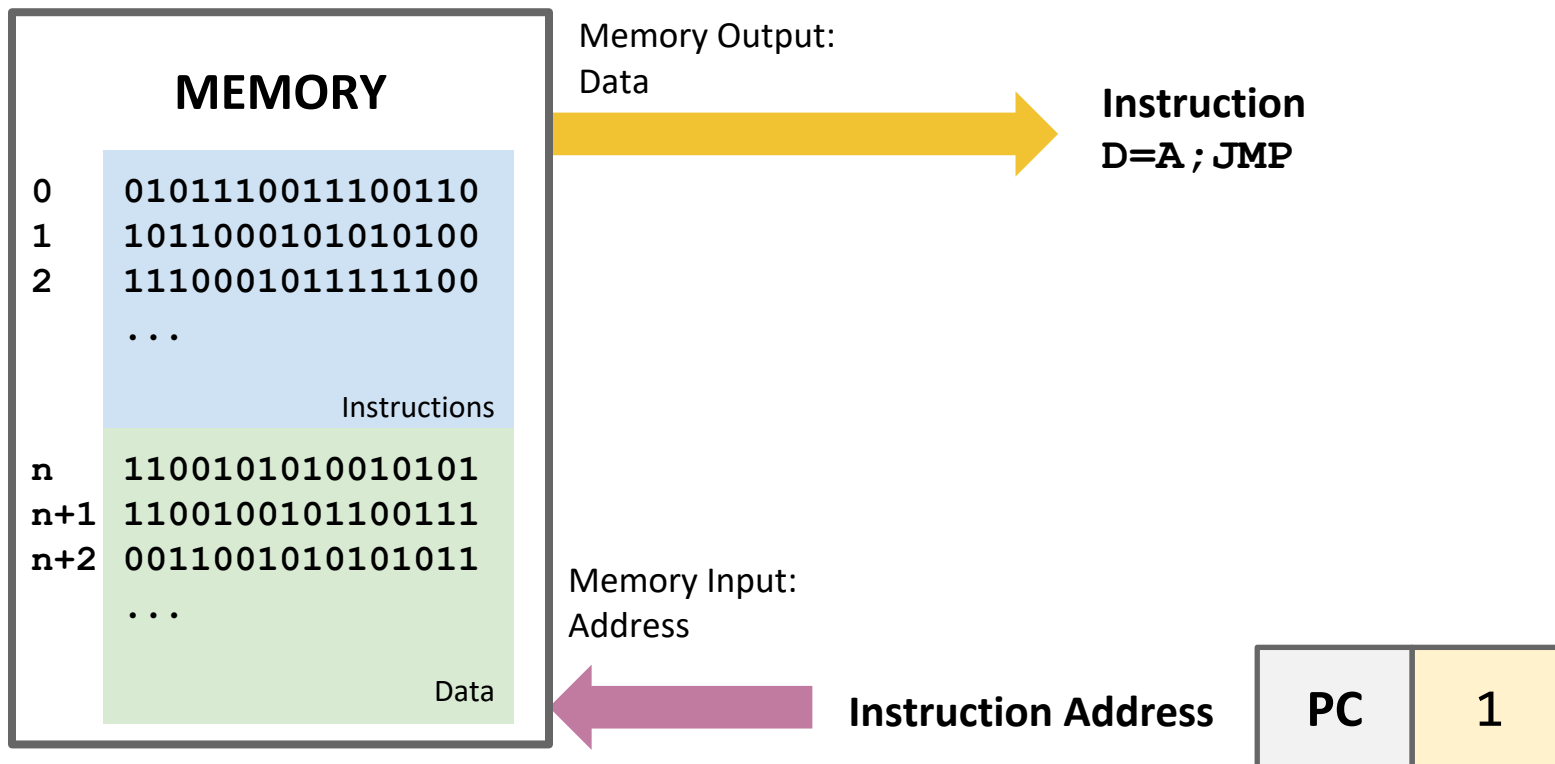 MEMORY
0 0101110011100110
1 1011000101010100
2 1110001011111100
...
Instructions
n 1100101010010101
n+1 1100100101100111
n+2 0011001010101011
...
Data
Memory Output:
Data
Instruction
D=A;JMP
Memory Input:
Address
Instruction Address
PC 1